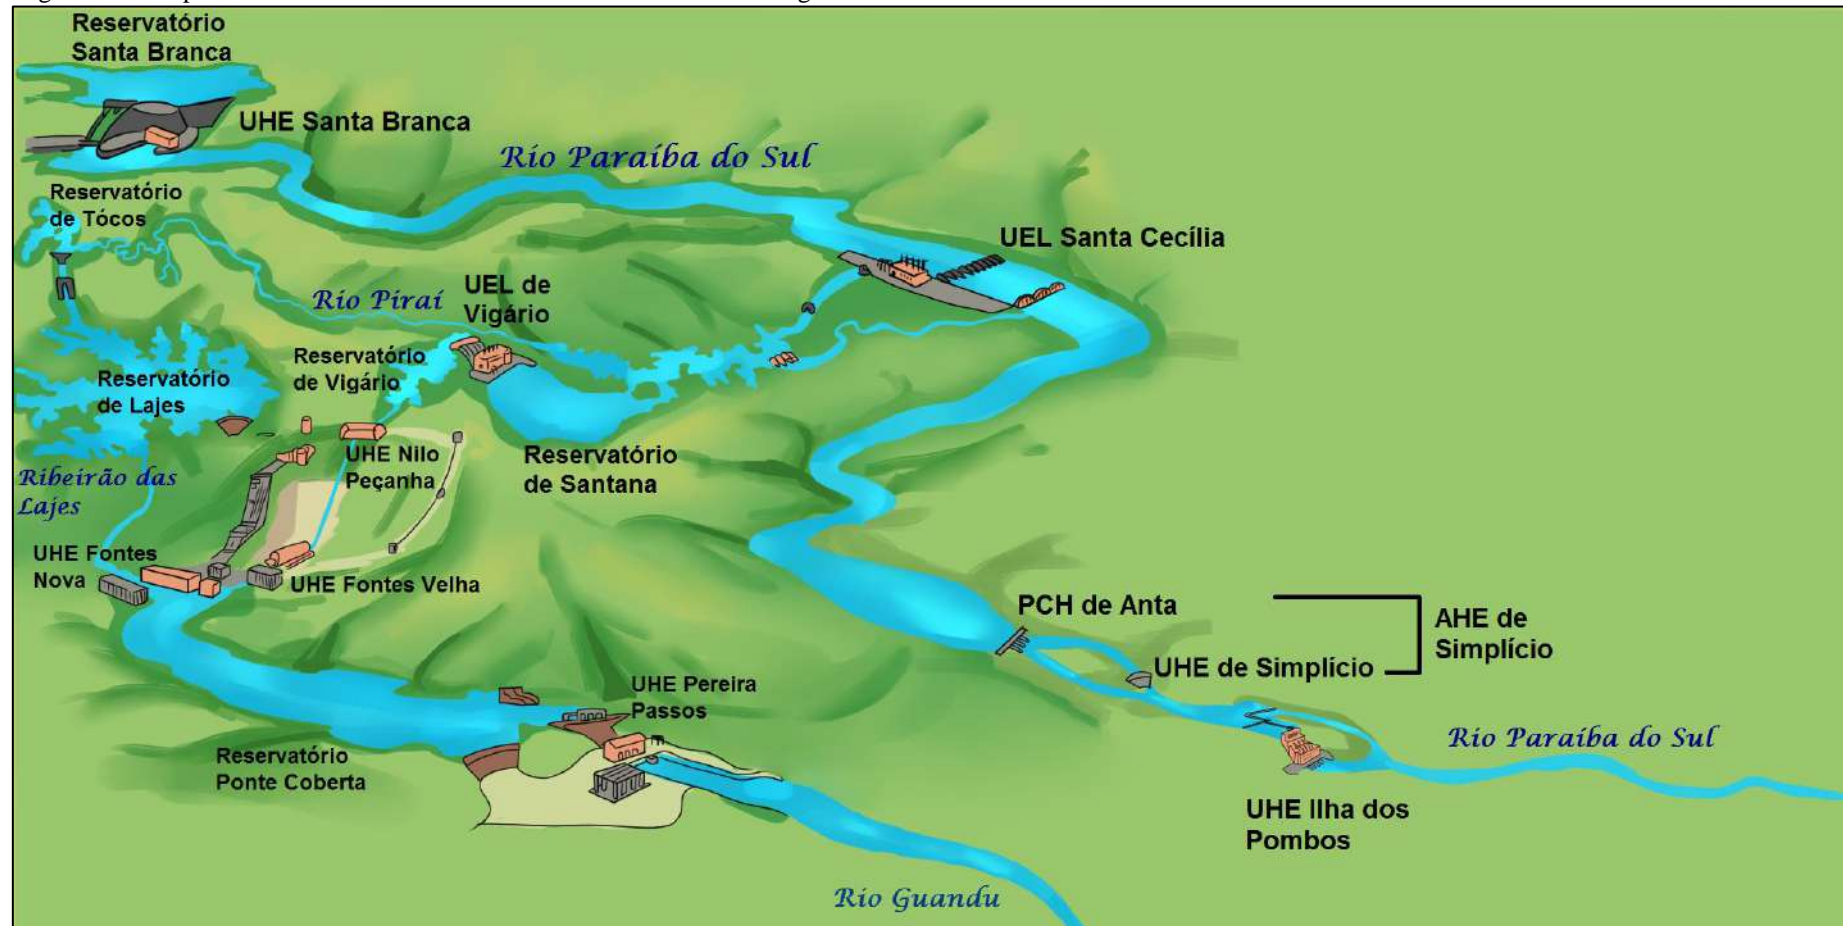 Reservatório
Santa Branca
UHE Santa Branca
Rio Paraíba do Sul
Reservatório
de Tócos
UEL Santa Cecília
Rio Piraí
UEL de
Vigário
Reservatório
de Vigário
Reservatório
de Lajes
UHE Nilo
Peçanha
Reservatório
de Santana
Ribeirão das
Lajes
UHE Fontes
Nova
UHE Fontes Velha
PCH de Anta
AHE de
Simplício
UHE de Simplício
UHE Pereira
Passos
Rio Paraíba do Sul
Reservatório
Ponte Coberta
UHE Ilha dos
Pombos
Rio Guandu